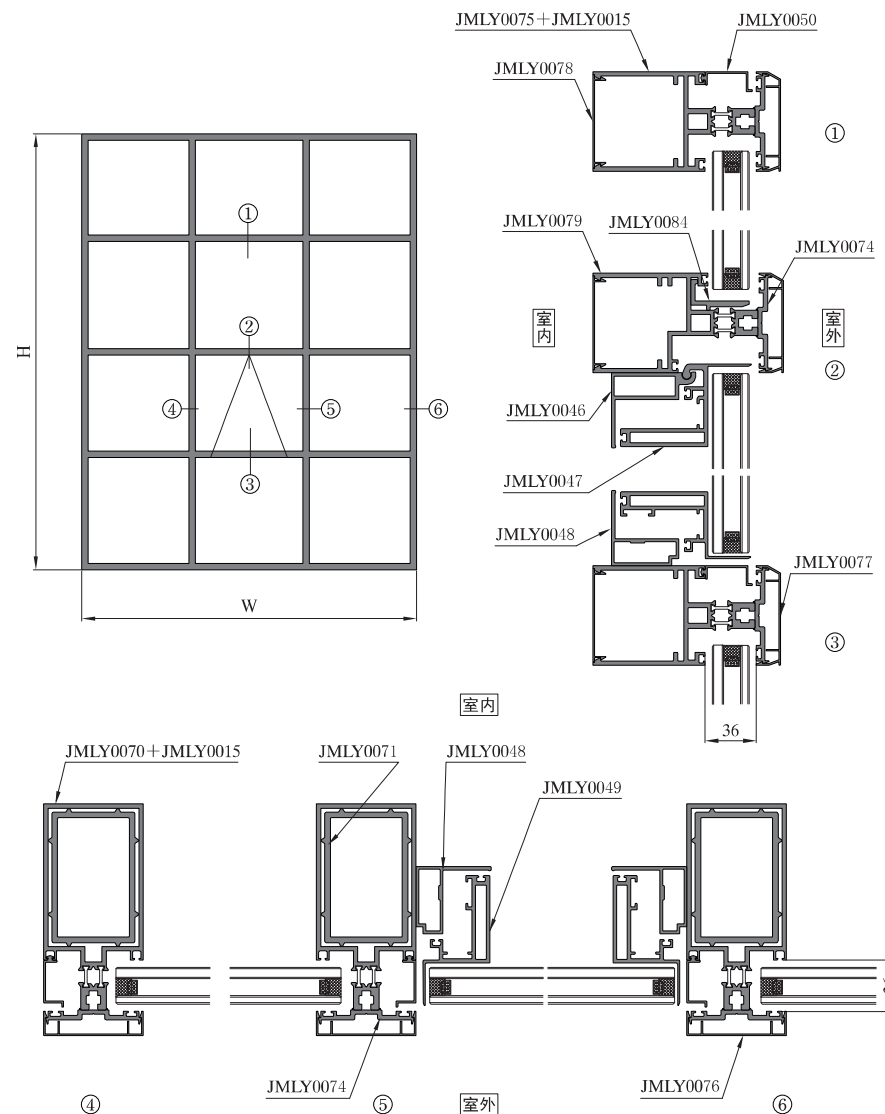 JMLY0075+JMLY0015
JMLY0050
JMLY0078
①
H
①
②
④
⑤
⑥
③
W
JMLY0079
JMLY0084
JMLY0074
室内
室外
②
JMLY0046
JMLY0047
JMLY0048
JMLY0077
③
36
室内
JMLY0070+JMLY0015
JMLY0071
JMLY0048
JMLY0049
JMLY0074
JMLY0076
④
⑤
室外
⑥